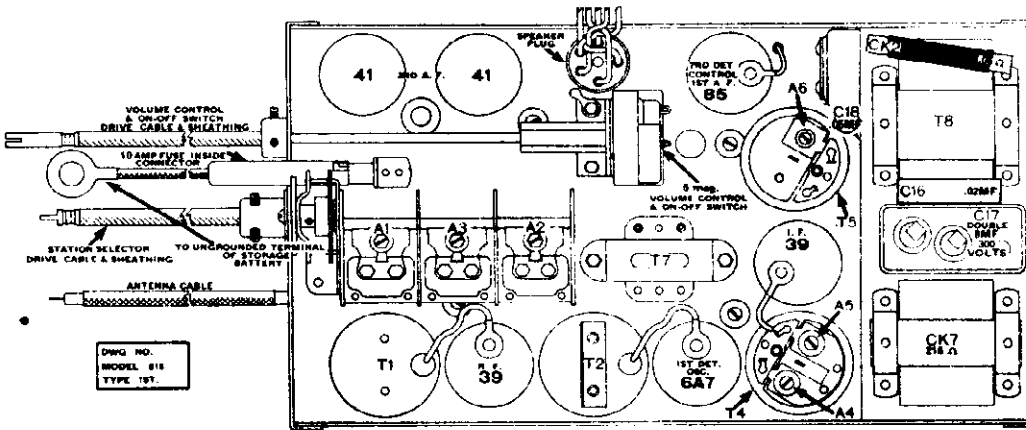 SPEAKER
PLUG
41
2ND A. F.
41
2ND DET
CONTROL
1ST A F.
85
A6
C18
.05MF
CK2
T8
VOLUME CONTROL
& ON-OFF SWITCH
DRIVE CABLE & SHEATHING
10 AMP FUSE INSIDE
CONNECTOR
5 meg.
VOLUME CONTROL
& ON-OFF SWITCH
C16 .02MF
T5
C17
DOUBLE
8MF
300
VOLTS
STATION SELECTOR
DRIVE CABLE & SHEATHING
TO UNGROUNDED TERMINAL
OF STORAGE
BATTERY
A1
A3
A2
T7
I. F.
39
ANTENNA CABLE
A5
T1
R. F.
39
T2
1ST DET.
OSC.
6A7
T4
A4
CK7
Ω
DWG NO.
MODEL
TYPE 1ST.